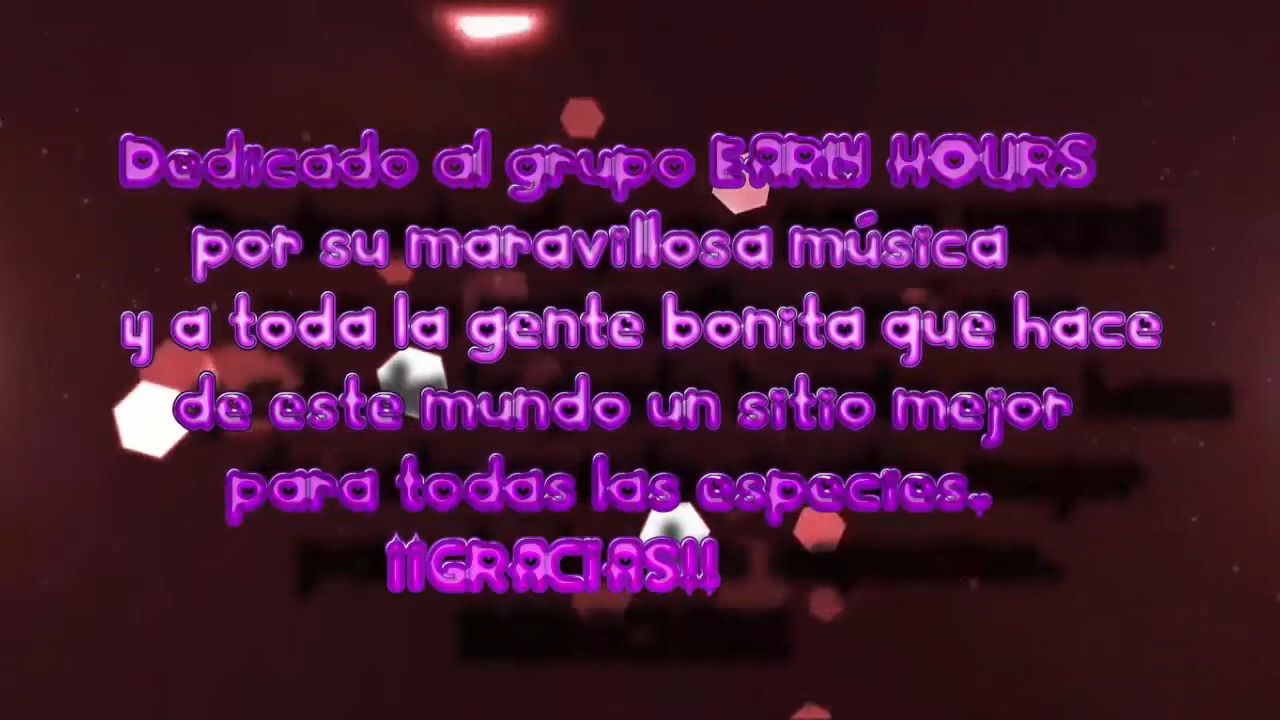 Dedicado al grupo EARLY HOURS
por su maravillosa música
y a toda la gente bonita que hace
de este mundo un sitio mejor
para todas las especies.
¡¡GRACIAS!!